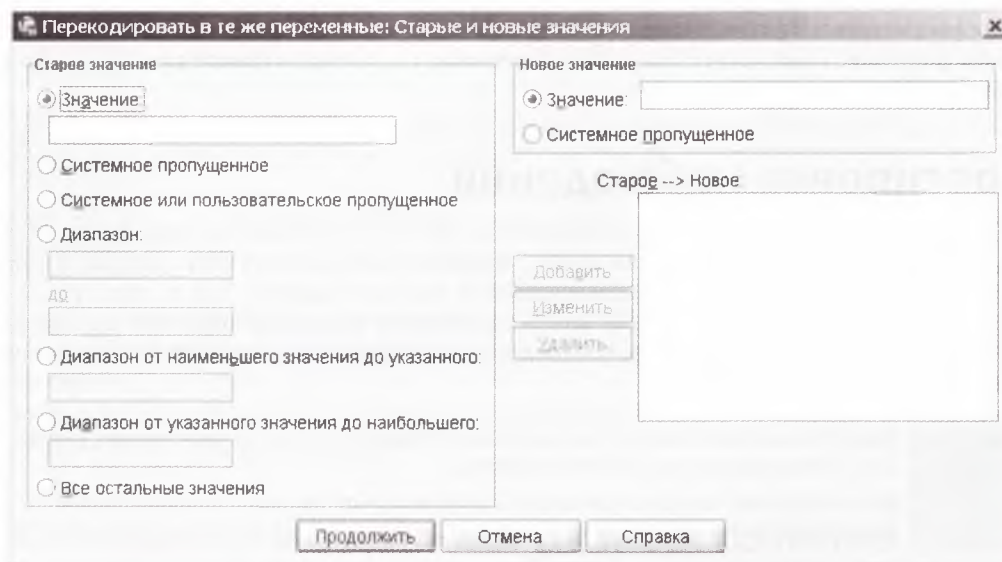 Перекодировать в те же переменные: Старые и новые значения
Старое значение
Значение:
Системное пропущенное
Системное или пользовательское пропущенное
Диапазон:
до
Диапазон от наименьшего значения до указанного:
Диапазон от указанного значения до наибольшего:
Все остальные значения
Новое значение
Значение:
Системное пропущенное
Старое --> Новое:
Добавить
Изменить
Удалить
Продолжить
Отмена
Справка